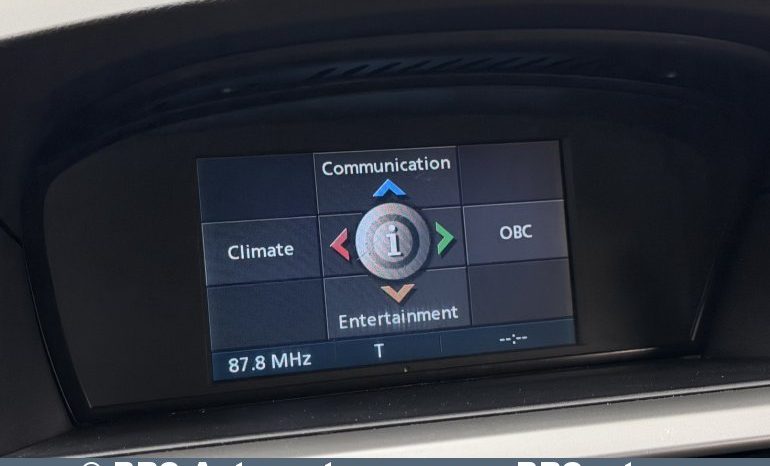 Communication
Climate
i
OBC
Entertainment
87.8 MHz
T
--:--